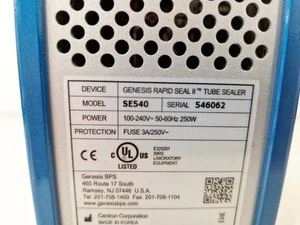 DEVICE GENESIS RAPID SEAL II™ TUBE SEALER
MODEL SE540 SERIAL 546062
POWER 100-240V~ 50-60Hz 250W
PROTECTION FUSE 3A/250V~
c UL US LISTED
E329251
LABORATORY
EQUIPMENT
Genesis BPS
465 Route 17 South
Ramsey, NJ 07446 U.S.A.
Tel. 201-708-1400 Fax. 201-708-1104
www.genesisbps.com
Centron Corporation
MADE IN KOREA